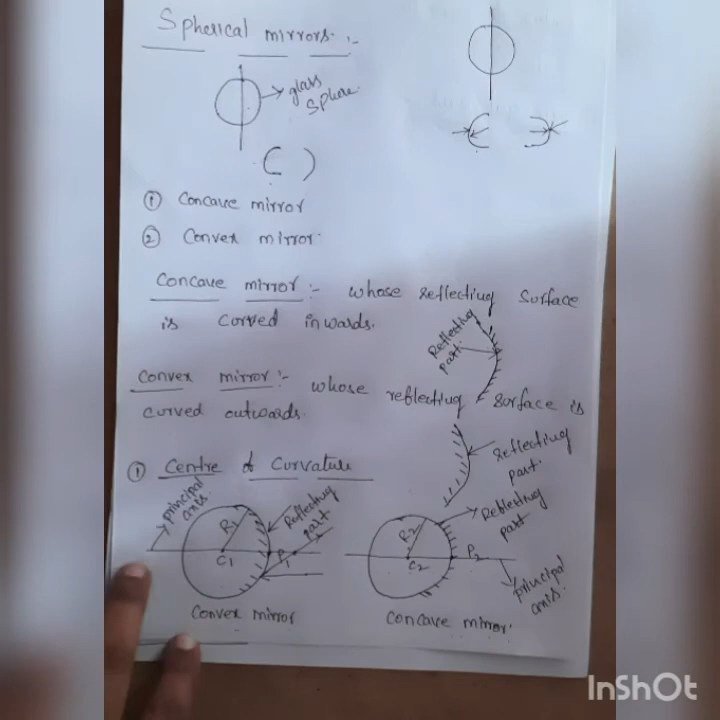 Spherical mirrors :-
glass
sphere.
① Concave mirror
② Convex mirror.
Concave mirror :- whose reflecting surface
is curved inwards.
Reflecting
part.
Convex mirror :- whose reflecting surface is
curved outwards.
Reflecting
part.
① Centre of Curvature
principal
axis.
R1
C1
P1
Reflecting
part
Convex mirror
Reflecting
part
R2
C2
P2
principal
axis.
Concave mirror.
InShOt